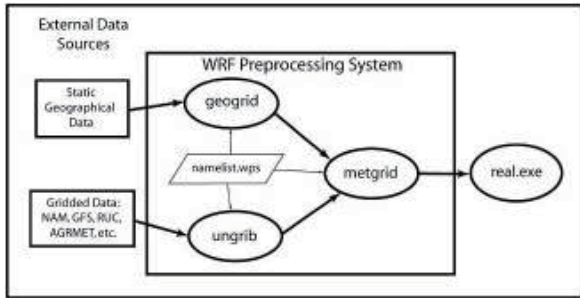 External Data
Sources
WRF Preprocessing System
Static
Geographical
Data
geogrid
namelist.wps
metgrid
real.exe
Gridded Data:
NAM, GFS, RUC,
AGRMET, etc.
ungrib